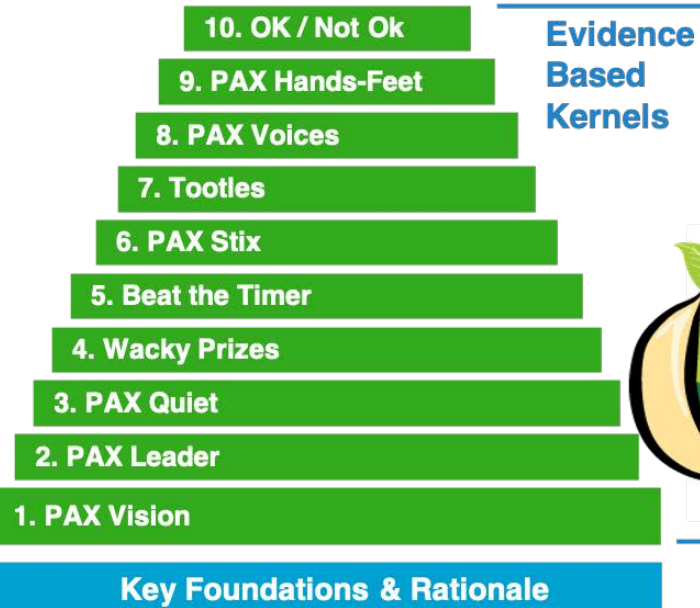 10. OK / Not Ok
Evidence
Based
Kernels
9. PAX Hands-Feet
8. PAX Voices
7. Tootles
6. PAX Stix
5. Beat the Timer
4. Wacky Prizes
3. PAX Quiet
2. PAX Leader
1. PAX Vision
Key Foundations & Rationale